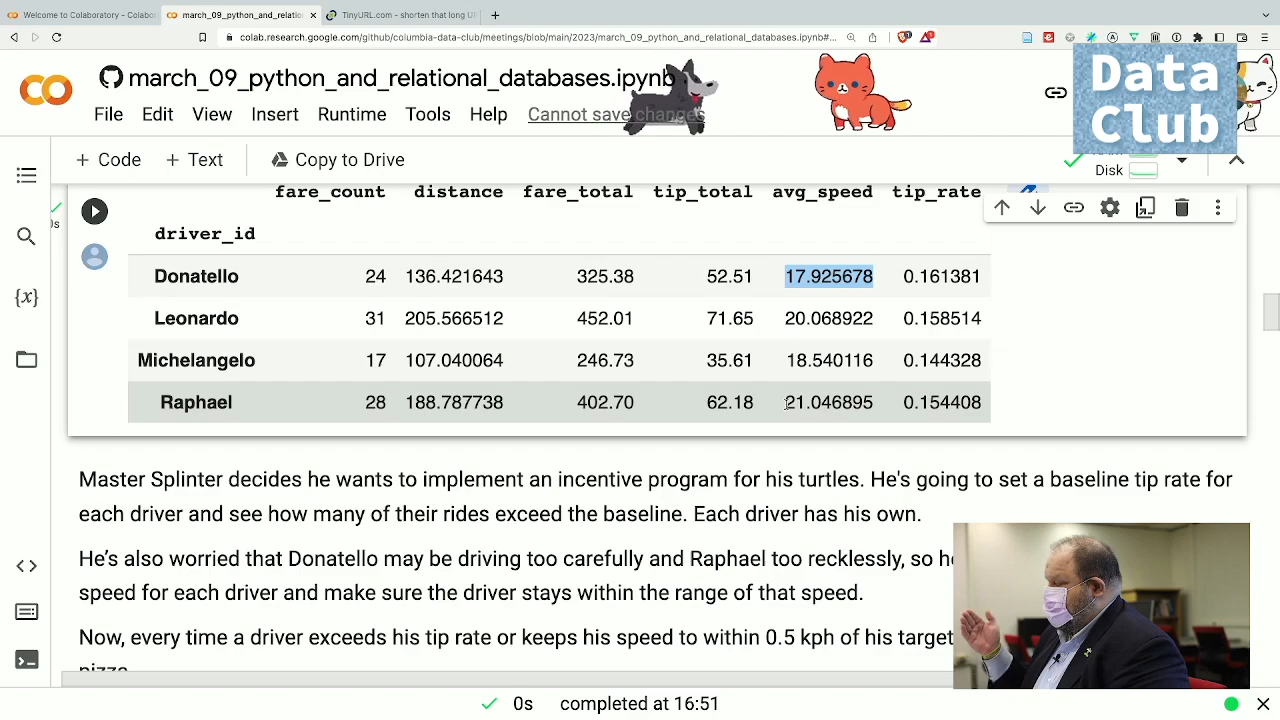 Welcome to Colaboratory - Colabor
march_09_python_and_relatio
TinyURL.com - shorten that long U
colab.research.google.com/github/columbia-data-club/meetings/blob/main/2023/march_09_python_and_relational_databases.ipynb#...
march_09_python_and_relational_databases.ipynb
Data
Club
File Edit View Insert Runtime Tools Help Cannot save changes
+ Code + Text Copy to Drive
Disk
fare_count distance fare_total tip_total avg_speed tip_rate
0s
driver_id
Donatello 24 136.421643 325.38 52.51 17.925678 0.161381
Leonardo 31 205.566512 452.01 71.65 20.068922 0.158514
Michelangelo 17 107.040064 246.73 35.61 18.540116 0.144328
Raphael 28 188.787738 402.70 62.18 21.046895 0.154408
Master Splinter decides he wants to implement an incentive program for his turtles. He's going to set a baseline tip rate for
each driver and see how many of their rides exceed the baseline. Each driver has his own.
He's also worried that Donatello may be driving too carefully and Raphael too recklessly, so he
speed for each driver and make sure the driver stays within the range of that speed.
Now, every time a driver exceeds his tip rate or keeps his speed to within 0.5 kph of his target
pizza
0s completed at 16:51